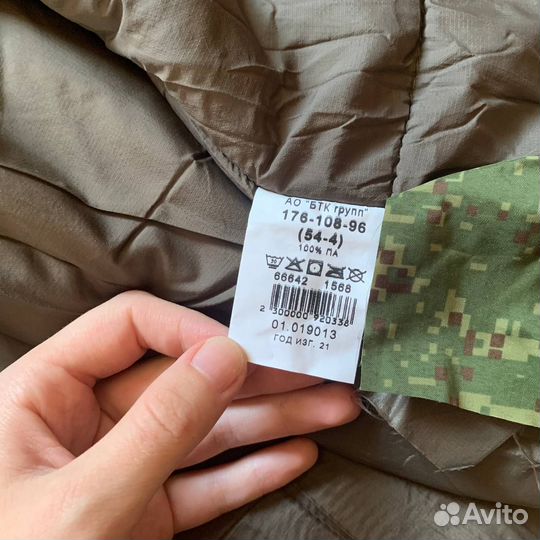 АО "БТК групп"
176-108-96
(54-4)
100% ПА
30
66642 1568
2 300000 920338
01.019013
ГОД ИЗГ. 21
Avito